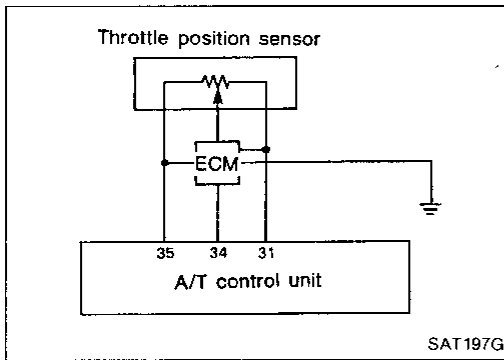 Throttle position sensor
ECM
35 34 31
A/T control unit
SAT197G